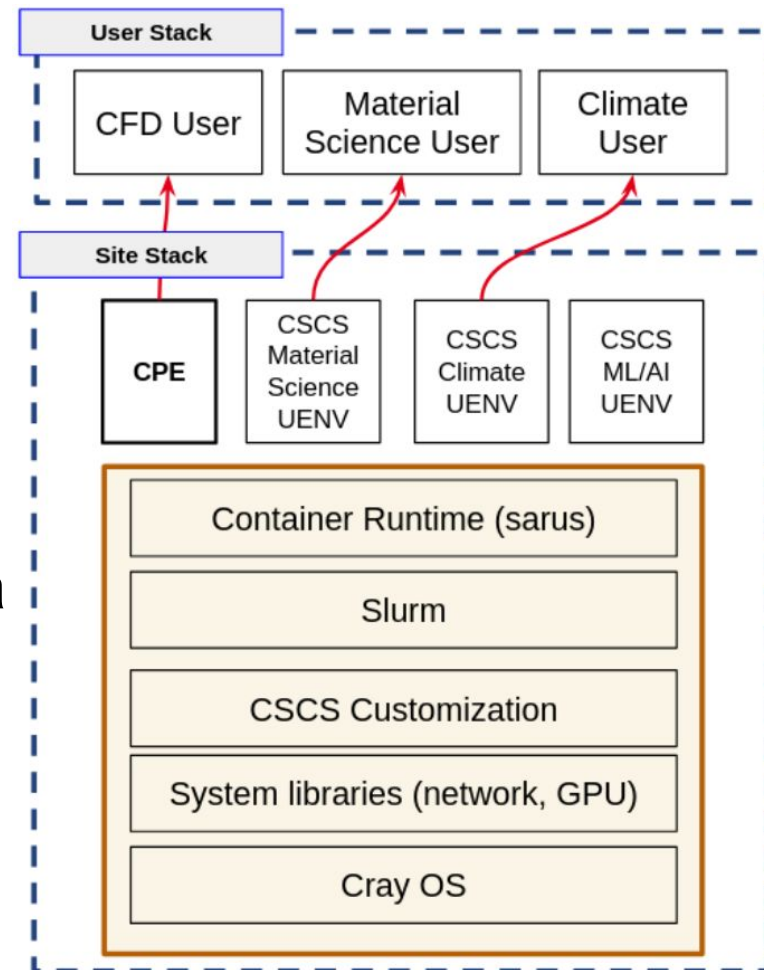 User Stack
CFD User
Material
Science User
Climate
User
Site Stack
CPE
CSCS
Material
Science
UENV
CSCS
Climate
UENV
CSCS
ML/AI
UENV
Container Runtime (sarus)
Slurm
CSCS Customization
System libraries (network, GPU)
Cray OS